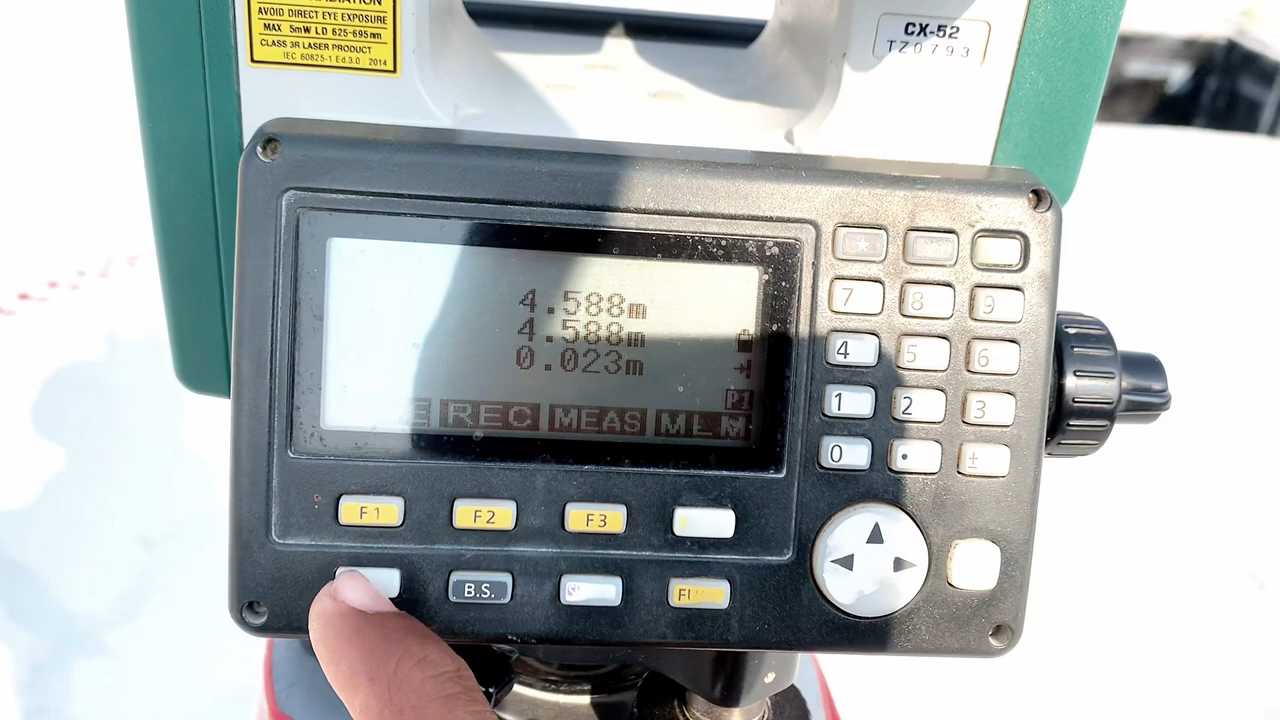 AVOID DIRECT EYE EXPOSURE
MAX 5mW LD 625-695nm
CLASS 3R LASER PRODUCT
IEC 60825-1 Ed.3.0 : 2014
CX-52
TZ0793
4.588m
4.588m
0.023m
P1
REC MEAS MLM
7 8 9
4 5 6
1 2 3
0 . ±
F1 F2 F3
B.S.